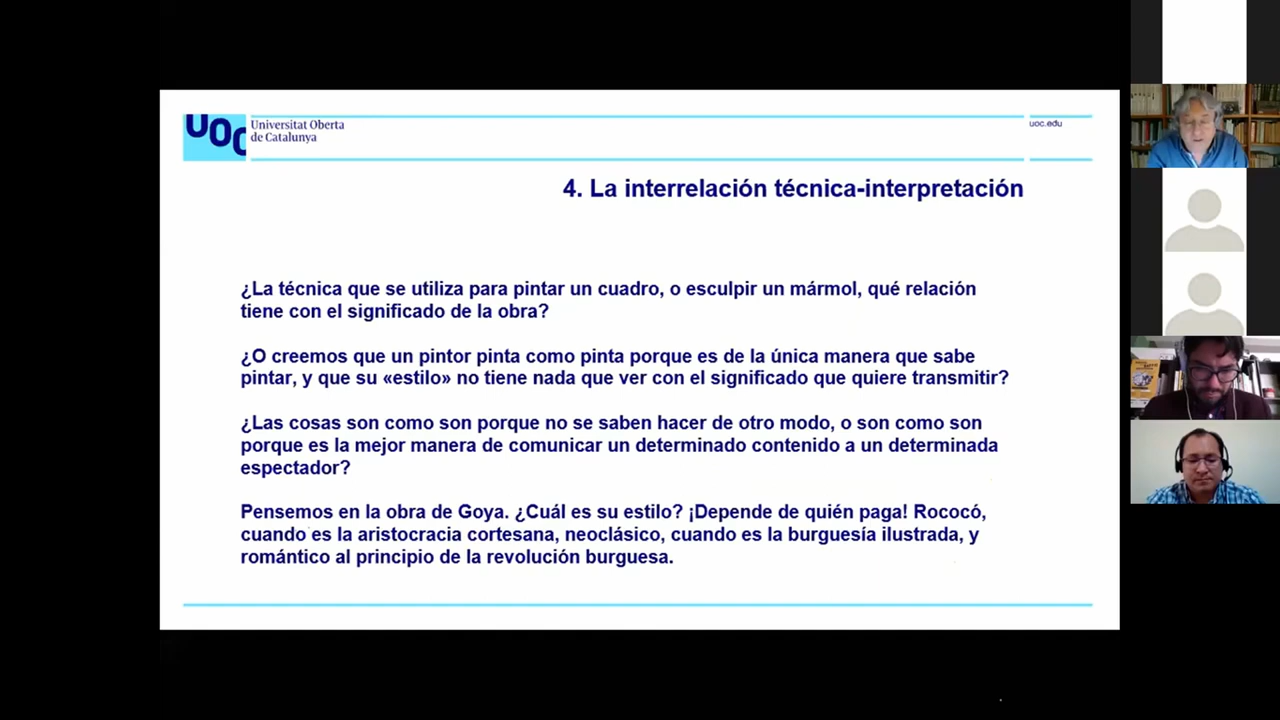 UOC
Universitat Oberta
de Catalunya
uoc.edu
4. La interrelación técnica-interpretación
¿La técnica que se utiliza para pintar un cuadro, o esculpir un mármol, qué relación
tiene con el significado de la obra?
¿O creemos que un pintor pinta como pinta porque es de la única manera que sabe
pintar, y que su «estilo» no tiene nada que ver con el significado que quiere transmitir?
¿Las cosas son como son porque no se saben hacer de otro modo, o son como son
porque es la mejor manera de comunicar un determinado contenido a un determinada
espectador?
Pensemos en la obra de Goya. ¿Cuál es su estilo? ¡Depende de quién paga! Rococó,
cuando es la aristocracia cortesana, neoclásico, cuando es la burguesía ilustrada, y
romántico al principio de la revolución burguesa.